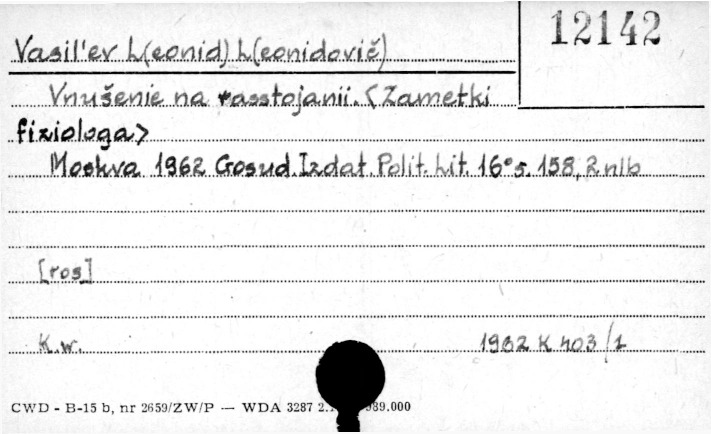 12142
Vasil'ev L(eonid) L(eonidovič)
Vnušenie na rasstojanii. <Zametki
fiziologa>
Moskva 1962 Gosud. Izdat. Polit. Lit. 16° s. 158, 2 nlb
[ros]
K.w. 1962 K 403/1
CWD - B-15 b, nr 2659/ZW/P — WDA 3287 989.000